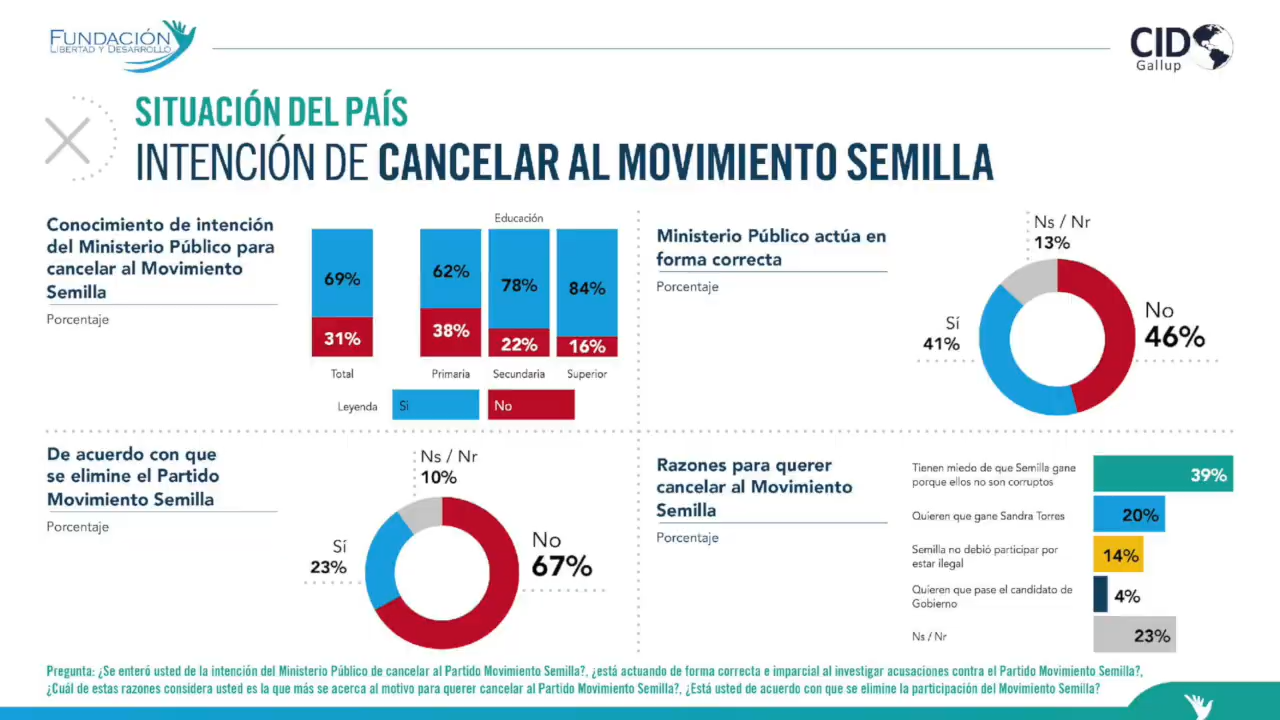 FUNDACIÓN
LIBERTAD Y DESARROLLO
CID
Gallup
SITUACIÓN DEL PAÍS
INTENCIÓN DE CANCELAR AL MOVIMIENTO SEMILLA
Conocimiento de intención
del Ministerio Público para
cancelar al Movimiento
Semilla
Porcentaje
Educación
69%
62%
78%
84%
31%
38%
22%
16%
Total
Primaria
Secundaria
Superior
Leyenda
Si
No
Ministerio Público actúa en
forma correcta
Porcentaje
Ns / Nr
13%
Sí
41%
No
46%
De acuerdo con que
se elimine el Partido
Movimiento Semilla
Porcentaje
Ns / Nr
10%
Sí
23%
No
67%
Razones para querer
cancelar al Movimiento
Semilla
Porcentaje
Tienen miedo de que Semilla gane
porque ellos no son corruptos
39%
Quieren que gane Sandra Torres
20%
Semilla no debió participar por
estar ilegal
14%
Quieren que pase el candidato de
Gobierno
4%
Ns / Nr
23%
Pregunta: ¿Se enteró usted de la intención del Ministerio Público de cancelar al Partido Movimiento Semilla?, ¿está actuando de forma correcta e imparcial al investigar acusaciones contra el Partido Movimiento Semilla?,
¿Cuál de estas razones considera usted es la que más se acerca al motivo para querer cancelar al Partido Movimiento Semilla?, ¿Está usted de acuerdo con que se elimine la participación del Movimiento Semilla?